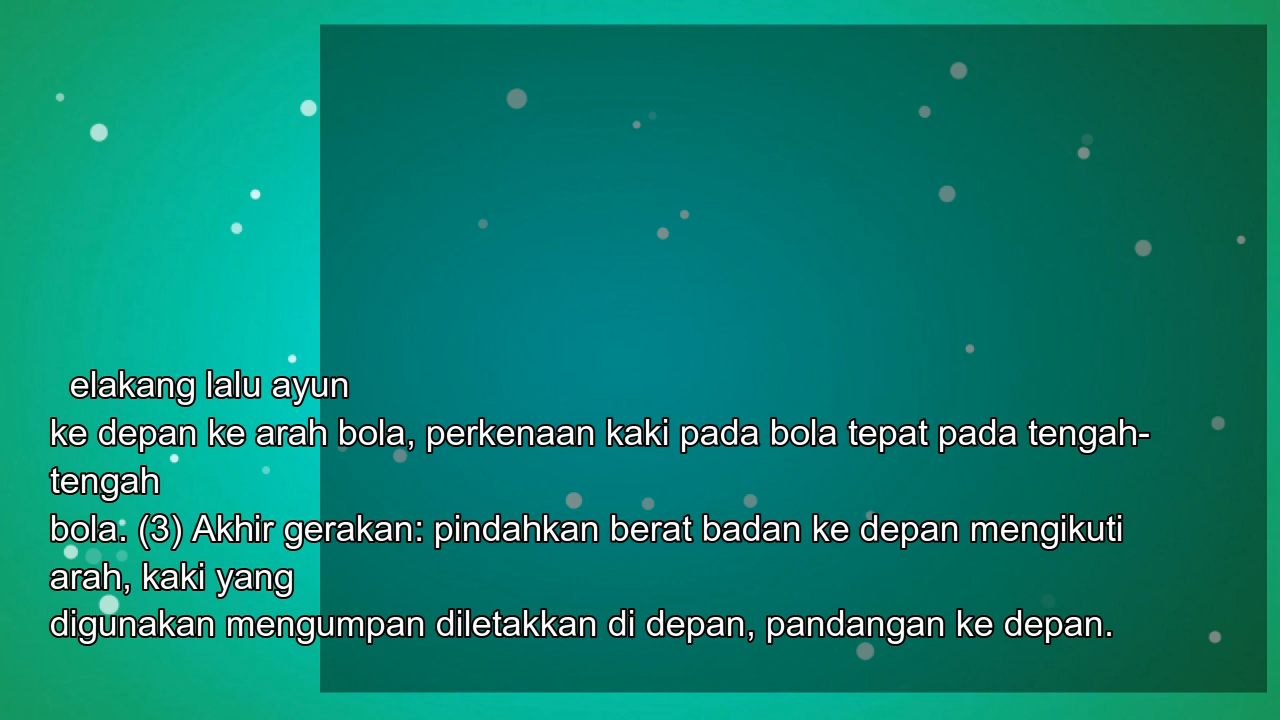 elakang lalu ayun
ke depan ke arah bola, perkenaan kaki pada bola tepat pada tengah-
tengah
bola. (3) Akhir gerakan: pindahkan berat badan ke depan mengikuti
arah, kaki yang
digunakan mengumpan diletakkan di depan, pandangan ke depan.